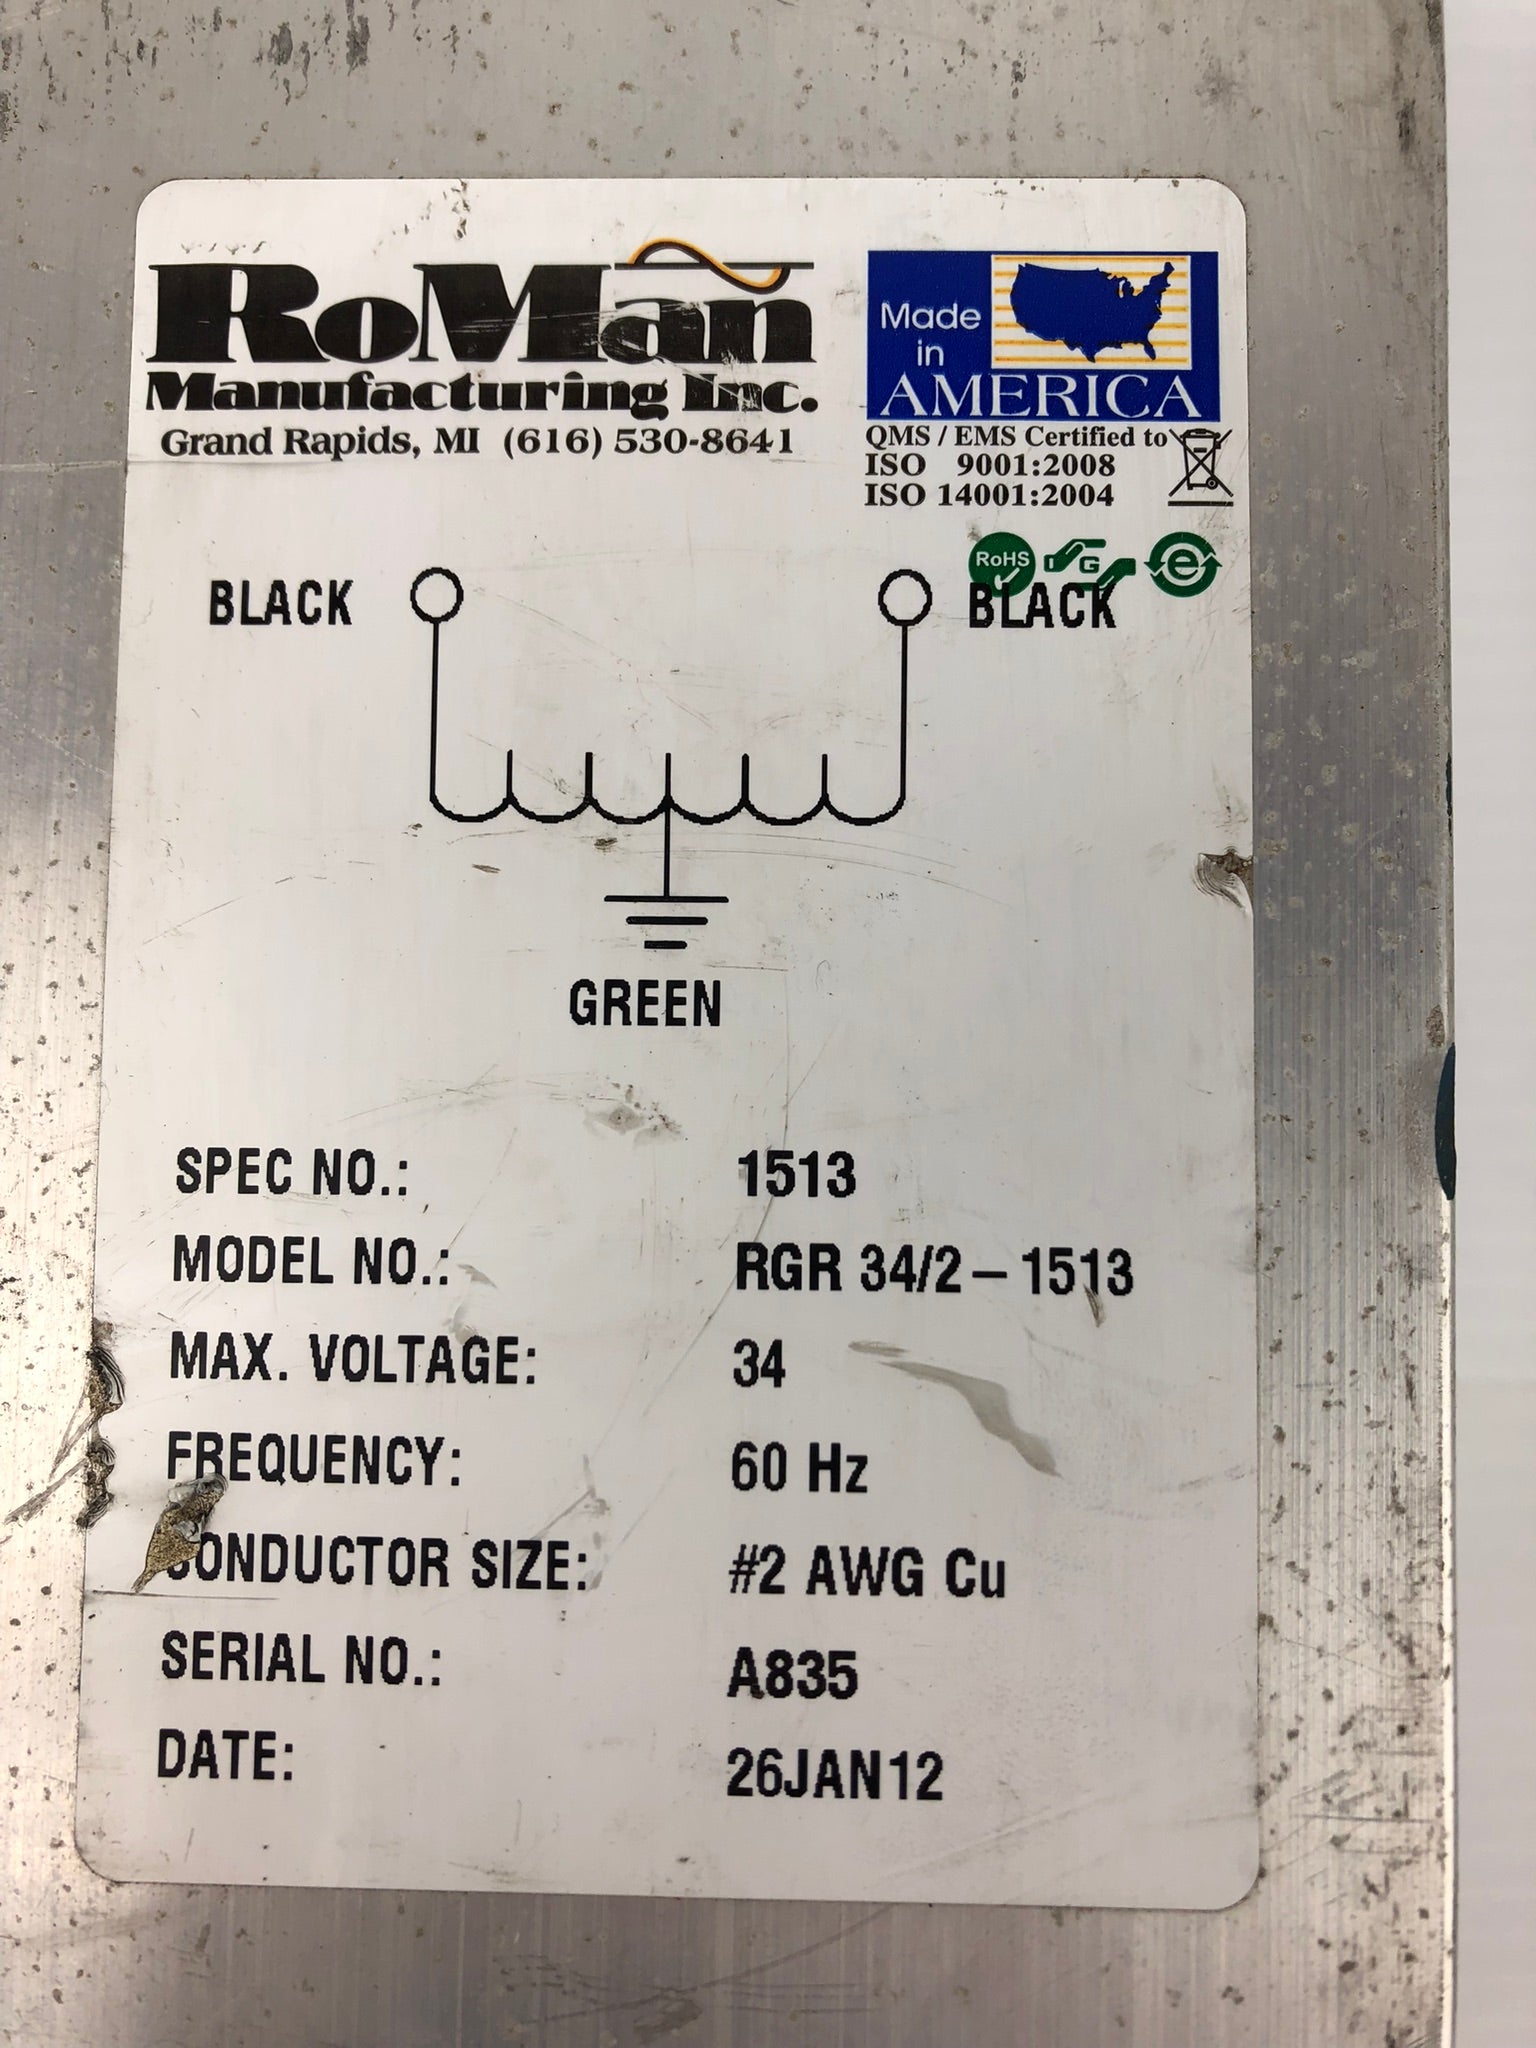 RoMan
Manufacturing Inc.
Grand Rapids, MI (616) 530-8641
Made
in
AMERICA
QMS / EMS Certified to
ISO 9001:2008
ISO 14001:2004
RoHS G e
BLACK BLACK
GREEN
SPEC NO.: 1513
MODEL NO.: RGR 34/2 – 1513
MAX. VOLTAGE: 34
FREQUENCY: 60 Hz
CONDUCTOR SIZE: #2 AWG Cu
SERIAL NO.: A835
DATE: 26JAN12